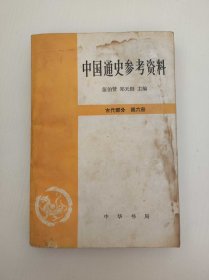 中国通史参考资料
翦伯赞 郑天挺 主编
古代部分 第六册
中华书局